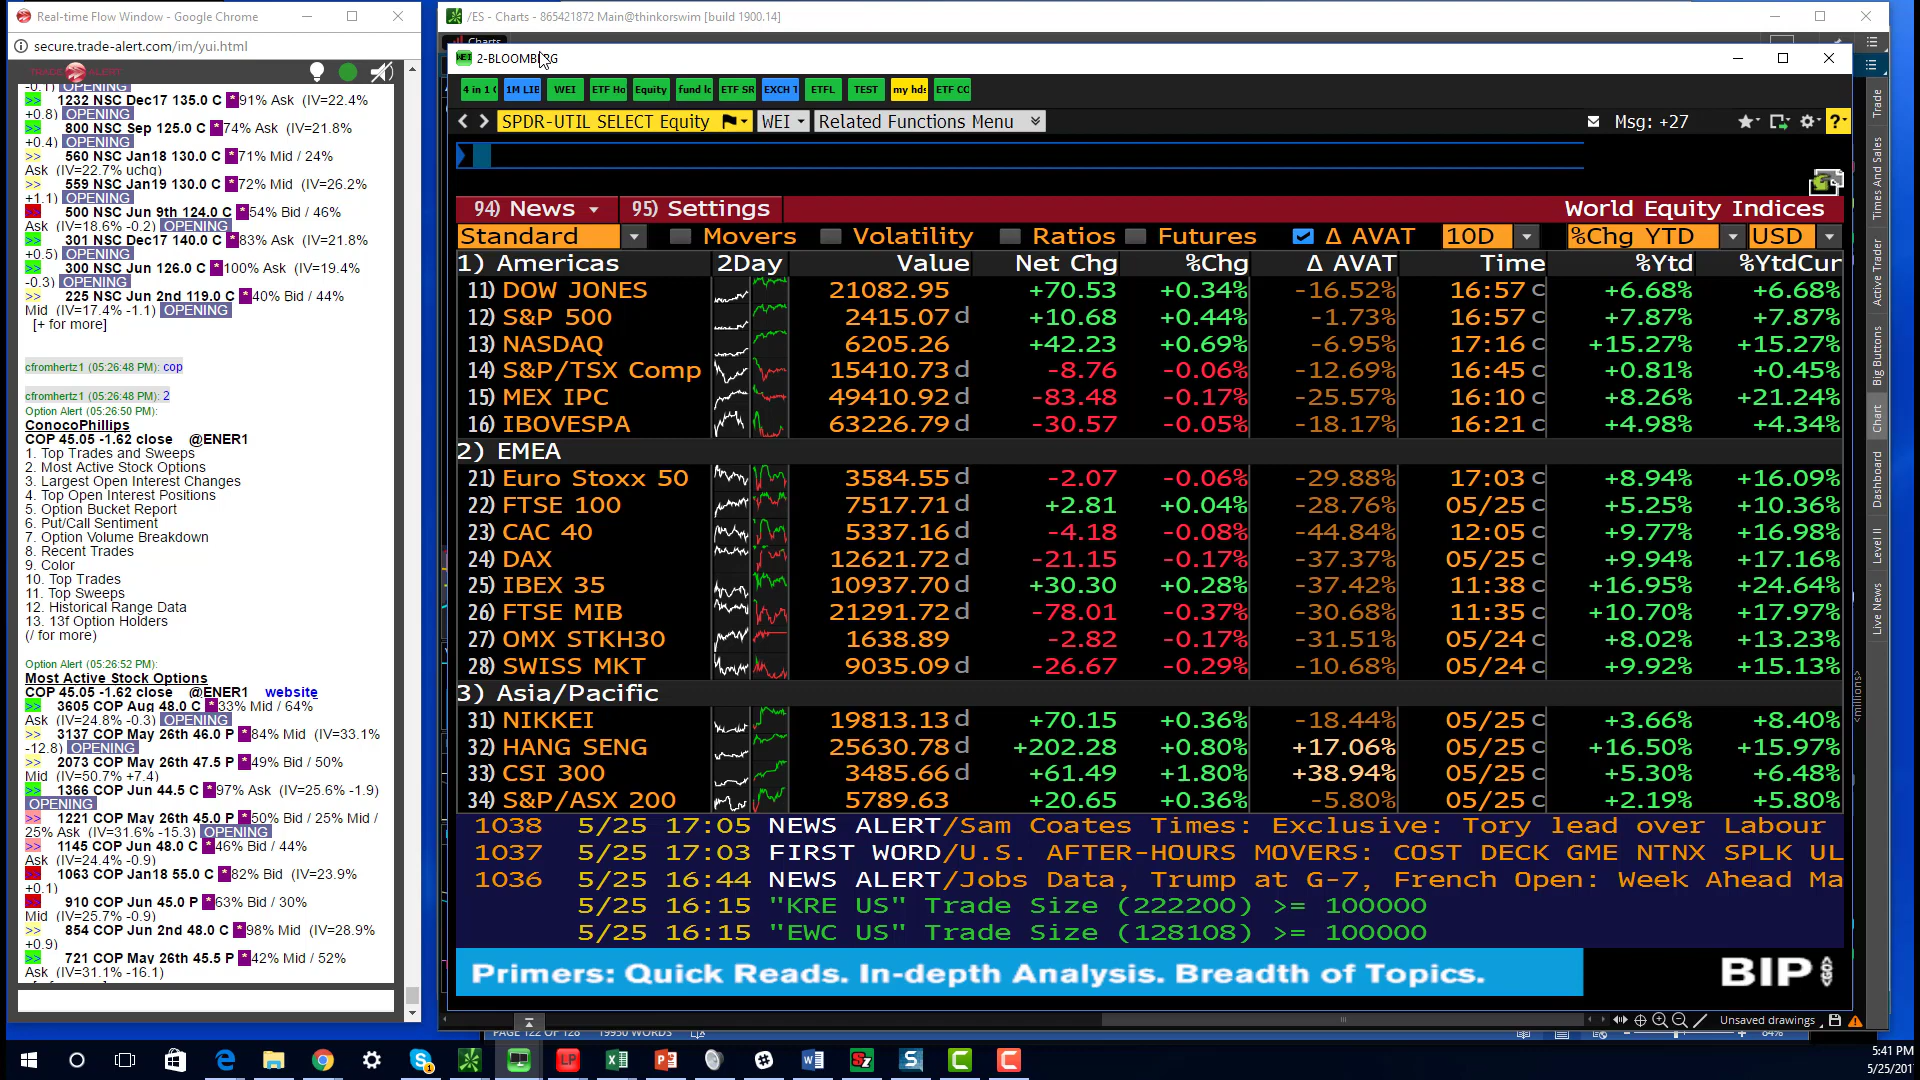 Real-time Flow Window - Google Chrome
secure.trade-alert.com/im/yui.html
-0.1) OPENING
>> 1232 NSC Dec17 135.0 C *91% Ask (IV=22.4%
+0.8) OPENING
>> 800 NSC Sep 125.0 C *74% Ask (IV=21.8%
+0.4) OPENING
>> 560 NSC Jan18 130.0 C *71% Mid / 24%
Ask (IV=22.7% uchg)
>> 559 NSC Jan19 130.0 C *72% Mid (IV=26.2%
+1.1) OPENING
500 NSC Jun 9th 124.0 C *54% Bid / 46%
Ask (IV=18.6% -0.2) OPENING
>> 301 NSC Dec17 140.0 C *83% Ask (IV=21.8%
+0.5) OPENING
>> 300 NSC Jun 126.0 C *100% Ask (IV=19.4%
-0.3) OPENING
>> 225 NSC Jun 2nd 119.0 C *40% Bid / 44%
Mid (IV=17.4% -1.1) OPENING
[+ for more]
cfromhertz1 (05:26:48 PM): cop
cfromhertz1 (05:26:48 PM): 2
Option Alert (05:26:50 PM):
ConocoPhillips
COP 45.05 -1.62 close @ENER1
1. Top Trades and Sweeps
2. Most Active Stock Options
3. Largest Open Interest Changes
4. Top Open Interest Positions
5. Option Bucket Report
6. Put/Call Sentiment
7. Option Volume Breakdown
8. Recent Trades
9. Color
10. Top Trades
11. Top Sweeps
12. Historical Range Data
13. 13f Option Holders
(/ for more)
Option Alert (05:26:52 PM):
Most Active Stock Options
COP 45.05 -1.62 close @ENER1 website
>> 3605 COP Aug 48.0 C *33% Mid / 64%
Ask (IV=24.8% -0.3) OPENING
>> 3137 COP May 26th 46.0 P *84% Mid (IV=33.1%
-12.8) OPENING
>> 2073 COP May 26th 47.5 P *49% Bid / 50%
Mid (IV=50.7% +7.4)
>> 1366 COP Jun 44.5 C *97% Ask (IV=25.6% -1.9)
OPENING
>> 1221 COP May 26th 45.0 P *50% Bid / 25% Mid /
25% Ask (IV=31.6% -15.3) OPENING
>> 1145 COP Jun 48.0 C *46% Bid / 44%
Ask (IV=24.4% -0.9)
1063 COP Jan18 55.0 C *82% Bid (IV=23.9%
+0.1)
910 COP Jun 45.0 P *63% Bid / 30%
Mid (IV=25.7% -0.9)
>> 854 COP Jun 2nd 48.0 C *98% Mid (IV=28.9%
+0.9)
>> 721 COP May 26th 45.5 P *42% Mid / 52%
Ask (IV=31.1% -16.1)
/ES - Charts - 865421872 Main@thinkorswim [build 1900.14]
Charts
2-BLOOMBERG
4 in 1 1M LIB WEI ETF Ho Equity fund lc ETF SR EXCH 1 ETFL TEST my hds ETF CO
SPDR-UTIL SELECT Equity WEI Related Functions Menu Msg: +27
94) News 95) Settings World Equity Indices
Standard Movers Volatility Ratios Futures Δ AVAT 10D %Chg YTD USD
1) Americas 2Day Value Net Chg %Chg Δ AVAT Time %Ytd %YtdCur
11) DOW JONES 21082.95 +70.53 +0.34% -16.52% 16:57 c +6.68% +6.68%
12) S&P 500 2415.07 d +10.68 +0.44% -1.73% 16:57 c +7.87% +7.87%
13) NASDAQ 6205.26 +42.23 +0.69% -6.95% 17:16 c +15.27% +15.27%
14) S&P/TSX Comp 15410.73 d -8.76 -0.06% -12.69% 16:45 c +0.81% +0.45%
15) MEX IPC 49410.92 d -83.48 -0.17% -25.57% 16:10 c +8.26% +21.24%
16) IBOVESPA 63226.79 d -30.57 -0.05% -18.17% 16:21 c +4.98% +4.34%
2) EMEA
21) Euro Stoxx 50 3584.55 d -2.07 -0.06% -29.88% 17:03 c +8.94% +16.09%
22) FTSE 100 7517.71 d +2.81 +0.04% -28.76% 05/25 c +5.25% +10.36%
23) CAC 40 5337.16 d -4.18 -0.08% -44.84% 12:05 c +9.77% +16.98%
24) DAX 12621.72 d -21.15 -0.17% -37.37% 05/25 c +9.94% +17.16%
25) IBEX 35 10937.70 d +30.30 +0.28% -37.42% 11:38 c +16.95% +24.64%
26) FTSE MIB 21291.72 d -78.01 -0.37% -30.68% 11:35 c +10.70% +17.97%
27) OMX STKH30 1638.89 -2.82 -0.17% -31.51% 05/24 c +8.02% +13.23%
28) SWISS MKT 9035.09 d -26.67 -0.29% -10.68% 05/24 c +9.92% +15.13%
3) Asia/Pacific
31) NIKKEI 19813.13 d +70.15 +0.36% -18.44% 05/25 c +3.66% +8.40%
32) HANG SENG 25630.78 d +202.28 +0.80% +17.06% 05/25 c +16.50% +15.97%
33) CSI 300 3485.66 d +61.49 +1.80% +38.94% 05/25 c +5.30% +6.48%
34) S&P/ASX 200 5789.63 +20.65 +0.36% -5.80% 05/25 c +2.19% +5.80%
1038 5/25 17:05 NEWS ALERT/Sam Coates Times: Exclusive: Tory lead over Labour
1037 5/25 17:03 FIRST WORD/U.S. AFTER-HOURS MOVERS: COST DECK GME NTNX SPLK UL
1036 5/25 16:44 NEWS ALERT/Jobs Data, Trump at G-7, French Open: Week Ahead Ma
5/25 16:15 "KRE US" Trade Size (222200) >= 100000
5/25 16:15 "EWC US" Trade Size (128108) >= 100000
Primers: Quick Reads. In-depth Analysis. Breadth of Topics.
BIP
GO
Trade
Times And Sales
Active Trader
Big Buttons
Chart
Dashboard
Level II
Live News
<millions>
Unsaved drawings
PAGE 122 OF 128 19950 WORDS
84%
5:41 PM
5/25/201